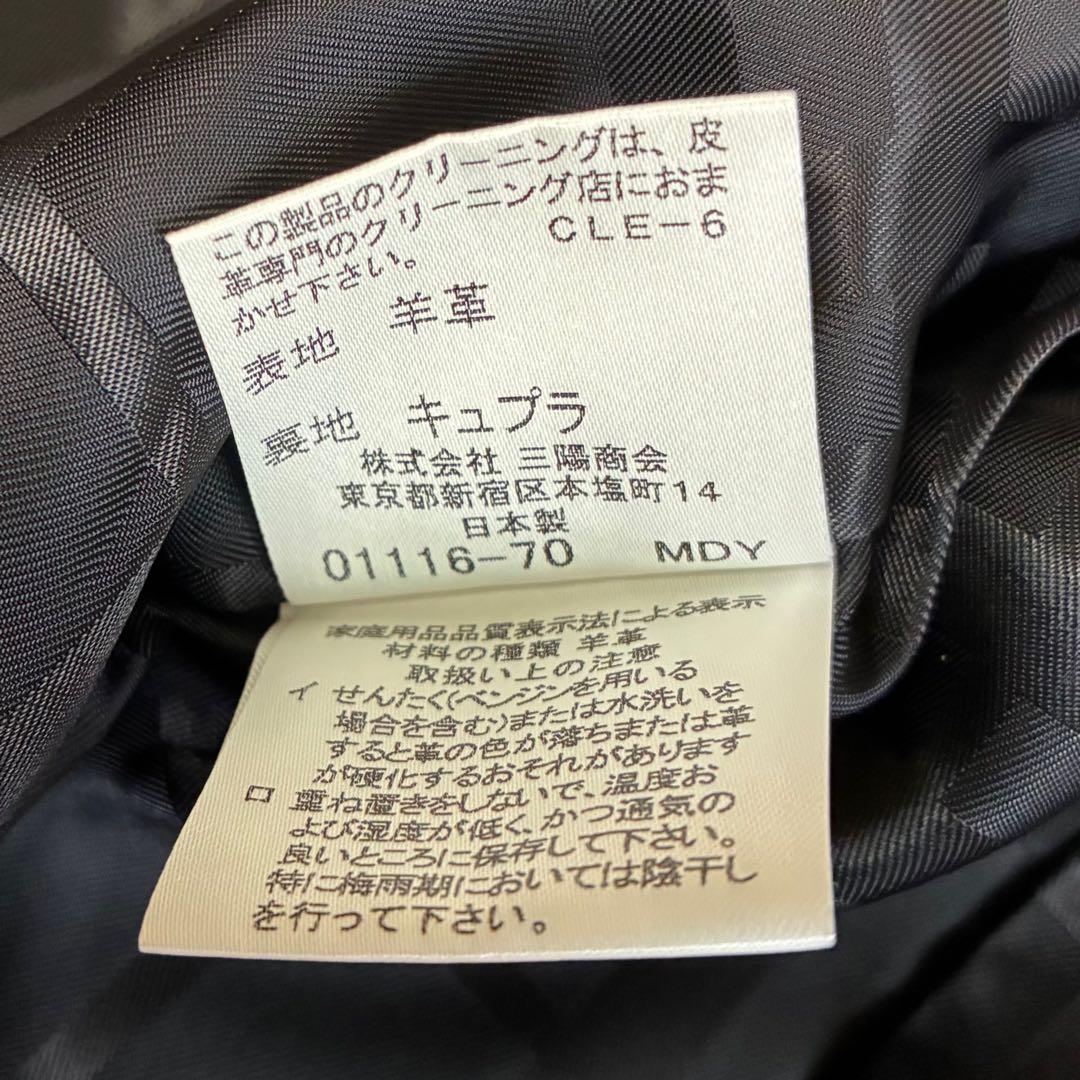 この製品のクリーニングは、皮
革専門のクリーニング店におま
かせ下さい。 CLE-6
表地 羊革
裏地 キュプラ
株式会社 三陽商会
東京都新宿区本塩町14
日本製
01116-70 MDY
家庭用品品質表示法による表示
材料の種類 羊革
取扱い上の注意
イ せんたく(ベンジンを用いる
場合を含む)または水洗いを
すると革の色が落ちまたは革
が硬化するおそれがあります
ロ 重ね置きをしないで、温度お
よび湿度が低く、かつ通気の
良いところに保存して下さい。
特に梅雨期においては陰干し
を行って下さい。